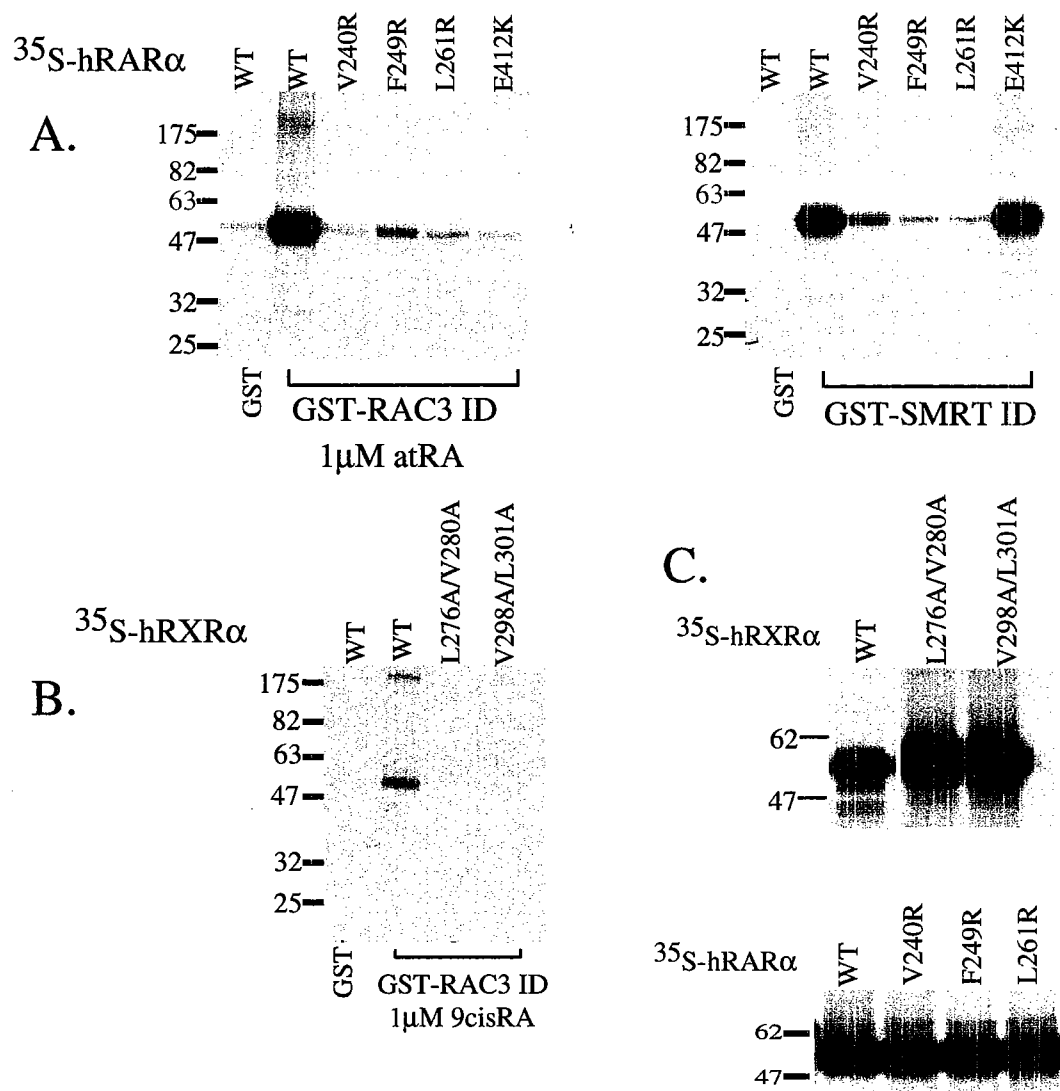 35S-hRARα
WT WT V240R F249R L261R E412K
WT WT V240R F249R L261R E412K
A.
175
82
63
47
32
25
175
82
63
47
32
25
GST
GST-RAC3 ID
1µM atRA
GST
GST-SMRT ID
35S-hRXRα
WT WT L276A/V280A V298A/L301A
B.
175
82
63
47
32
25
GST
GST-RAC3 ID
1µM 9cisRA
C.
35S-hRXRα
WT L276A/V280A V298A/L301A
62
47
35S-hRARα
WT V240R F249R L261R
62
47